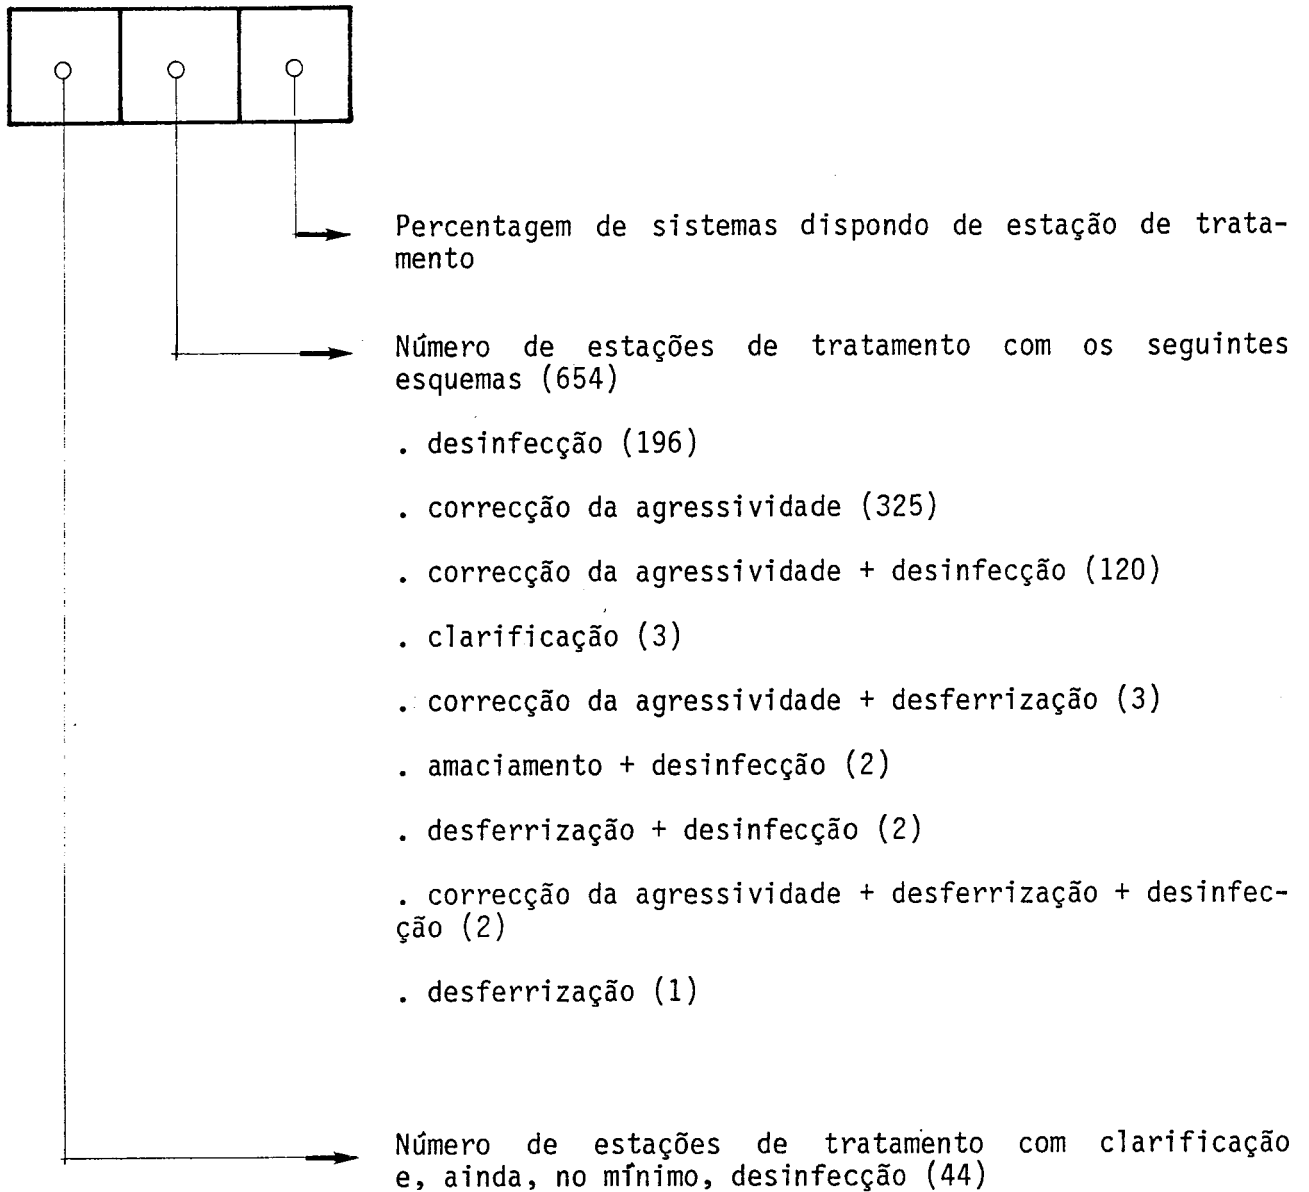 Percentagem de sistemas dispondo de estação de trata-
mento
Número de estações de tratamento com os seguintes
esquemas (654)
. desinfecção (196)
. correcção da agressividade (325)
. correcção da agressividade + desinfecção (120)
. clarificação (3)
. correcção da agressividade + desferrização (3)
. amaciamento + desinfecção (2)
. desferrização + desinfecção (2)
. correcção da agressividade + desferrização + desinfec-
ção (2)
. desferrização (1)
Número de estações de tratamento com clarificação
e, ainda, no mínimo, desinfecção (44)